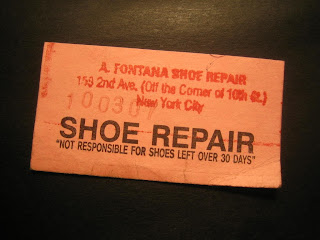 A. FONTANA SHOE REPAIR
159 2nd Ave. (Off the Corner of 10th St.)
New York City
100307
SHOE REPAIR
"NOT RESPONSIBLE FOR SHOES LEFT OVER 30 DAYS"